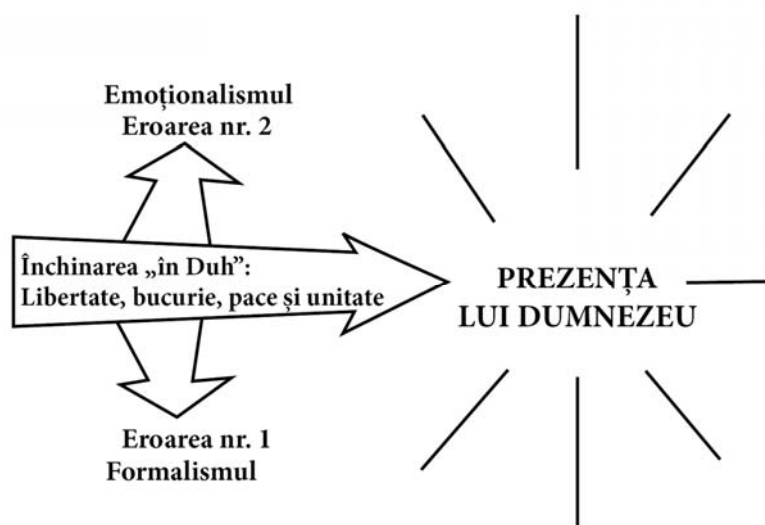 Emoționalismul
Eroarea nr. 2
Închinarea „în Duh”:
Libertate, bucurie, pace și unitate
PREZENȚA
LUI DUMNEZEU
Eroarea nr. 1
Formalismul